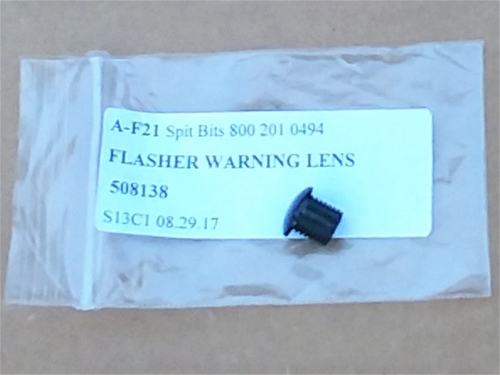 A-F21 Spit Bits 800 201 0494
FLASHER WARNING LENS
508138
S13C1 08.29.17